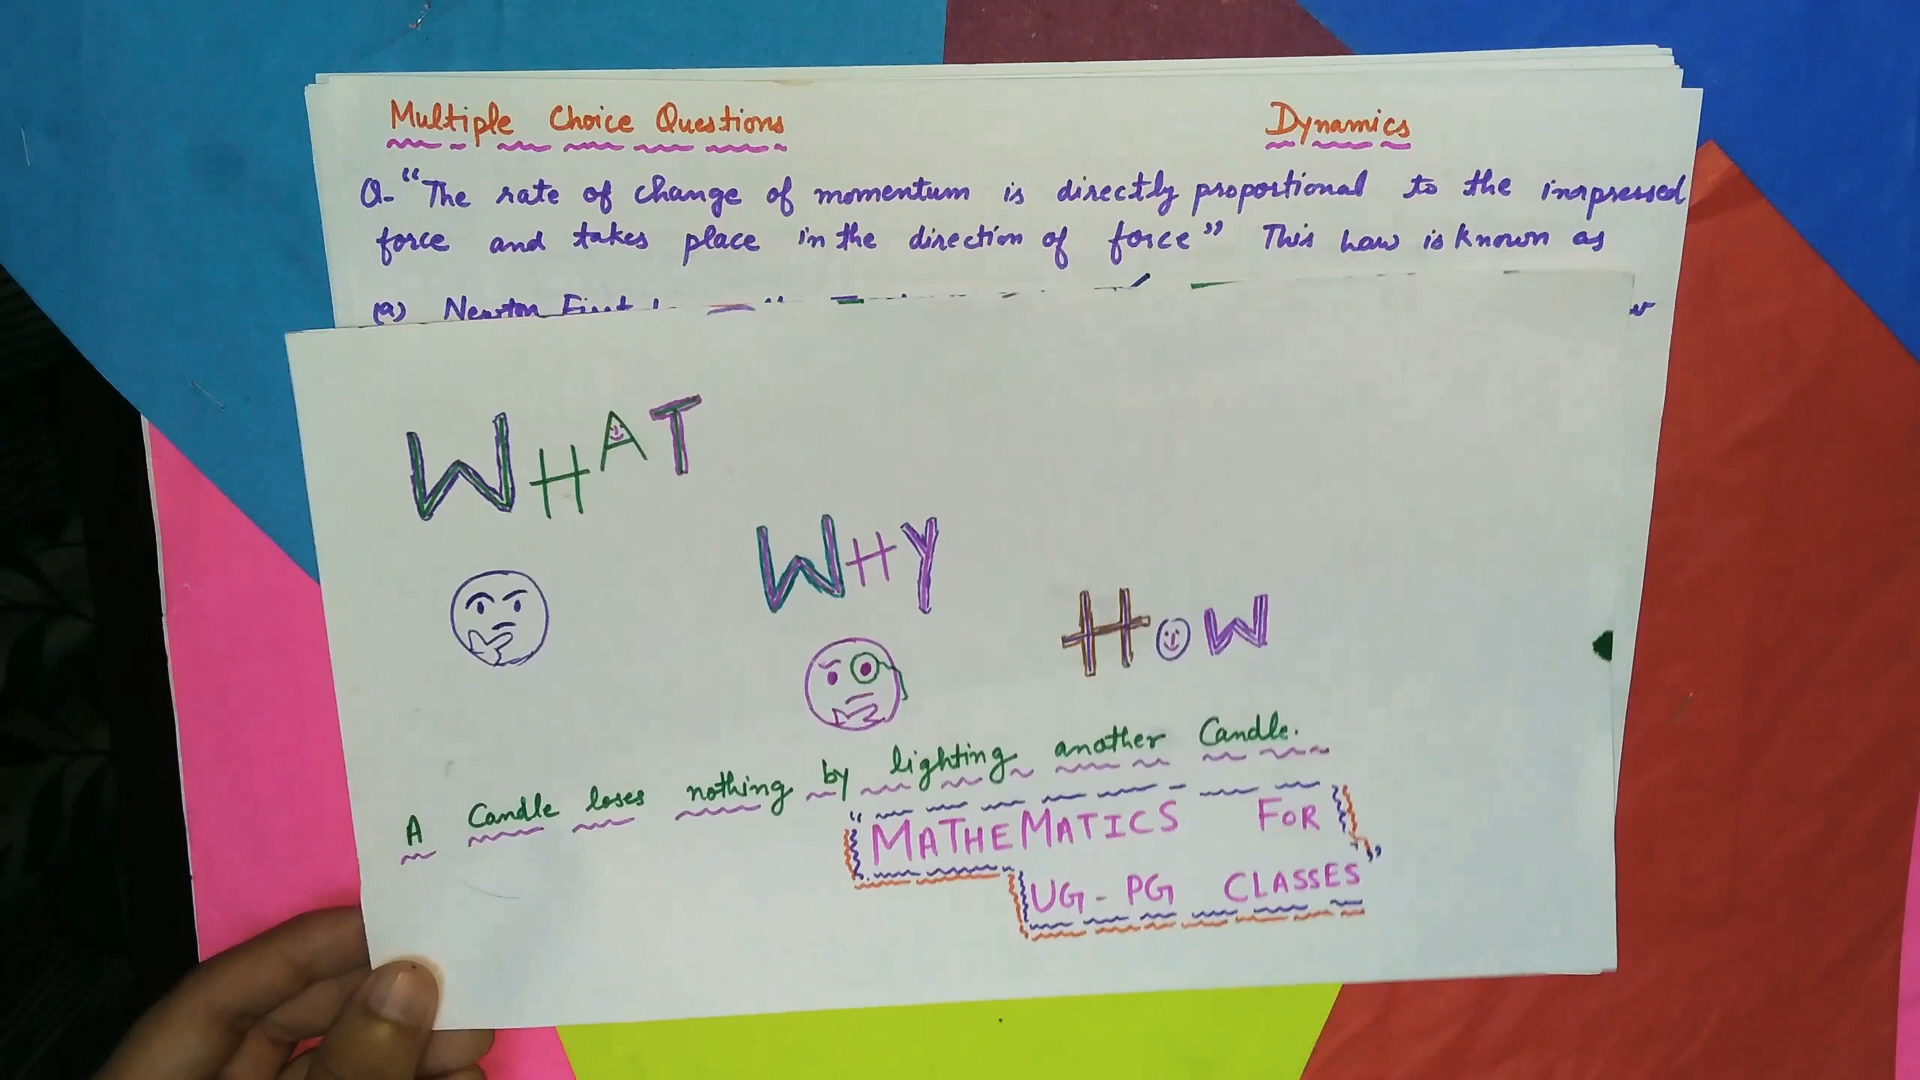 Multiple Choice Questions
Dynamics
Q- "The rate of change of momentum is directly proportional to the impressed
force and takes place in the direction of force" This Law is known as
(a) Newton First
WHAT
WHY
HOW
A Candle loses nothing by lighting another Candle.
"MATHEMATICS FOR
UG-PG CLASSES"